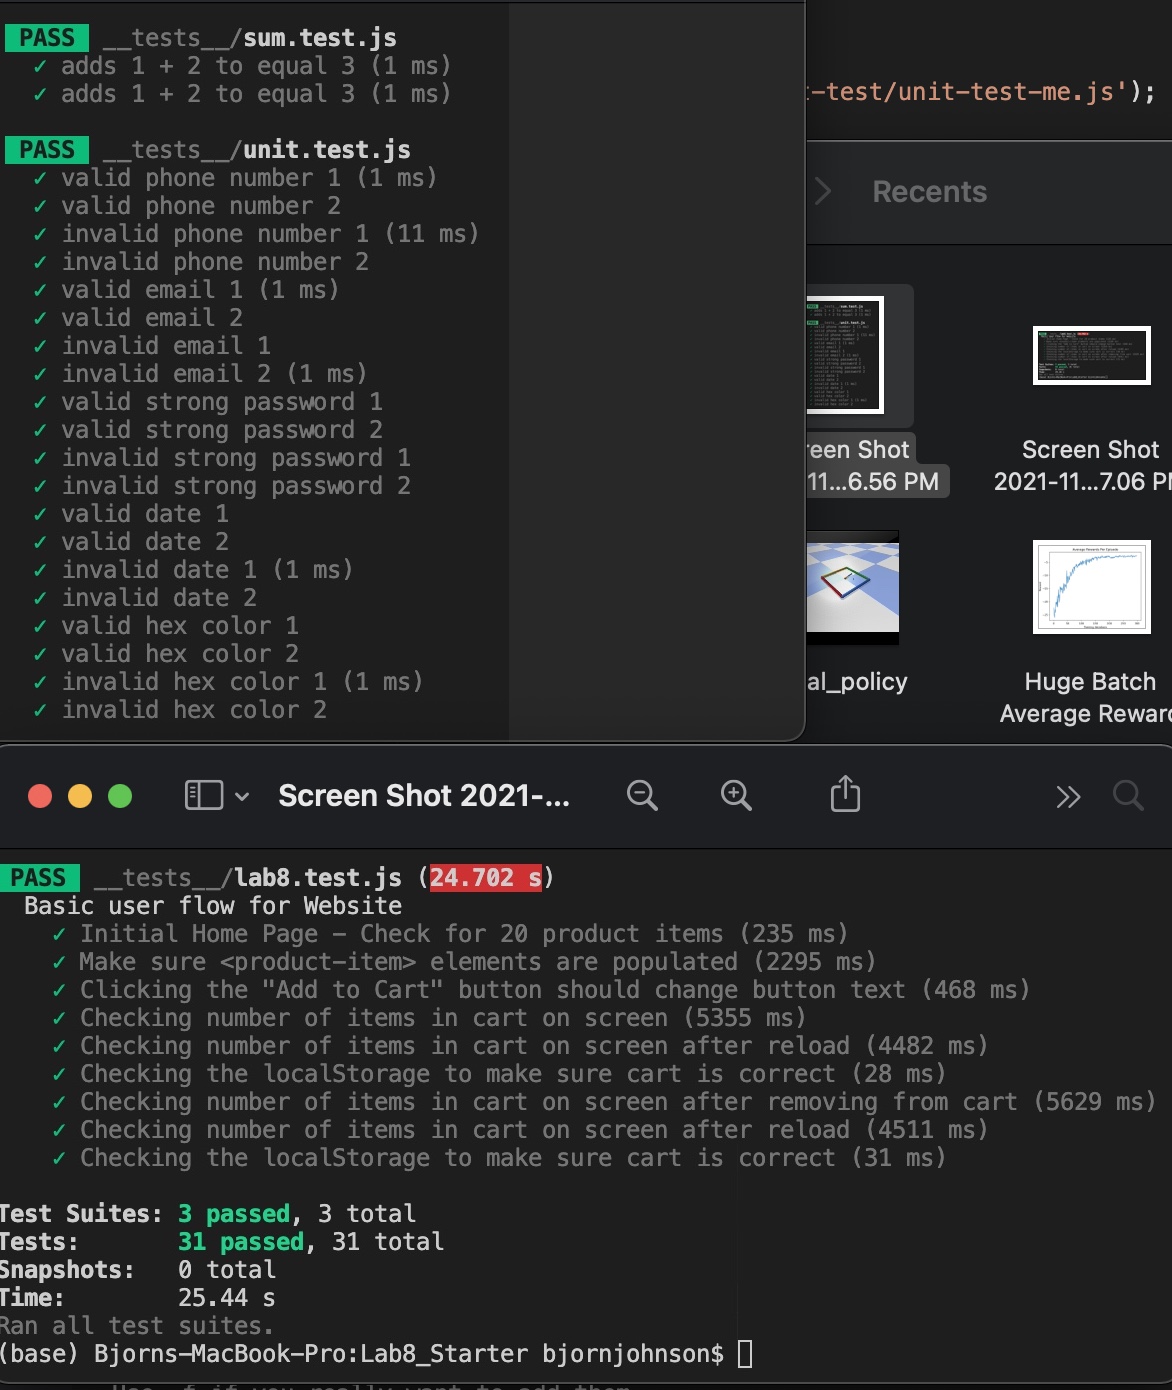 PASS __tests__/sum.test.js
✓ adds 1 + 2 to equal 3 (1 ms)
✓ adds 1 + 2 to equal 3 (1 ms)
PASS __tests__/unit.test.js
✓ valid phone number 1 (1 ms)
✓ valid phone number 2
✓ invalid phone number 1 (11 ms)
✓ invalid phone number 2
✓ valid email 1 (1 ms)
✓ valid email 2
✓ invalid email 1
✓ invalid email 2 (1 ms)
✓ valid strong password 1
✓ valid strong password 2
✓ invalid strong password 1
✓ invalid strong password 2
✓ valid date 1
✓ valid date 2
✓ invalid date 1 (1 ms)
✓ invalid date 2
✓ valid hex color 1
✓ valid hex color 2
✓ invalid hex color 1 (1 ms)
✓ invalid hex color 2
-test/unit-test-me.js');
Recents
reen Shot
11...6.56 PM
Screen Shot
2021-11...7.06 PM
al_policy
Huge Batch
Average Reward
Screen Shot 2021-...
PASS __tests__/lab8.test.js (24.702 s)
Basic user flow for Website
✓ Initial Home Page – Check for 20 product items (235 ms)
✓ Make sure <product-item> elements are populated (2295 ms)
✓ Clicking the "Add to Cart" button should change button text (468 ms)
✓ Checking number of items in cart on screen (5355 ms)
✓ Checking number of items in cart on screen after reload (4482 ms)
✓ Checking the localStorage to make sure cart is correct (28 ms)
✓ Checking number of items in cart on screen after removing from cart (5629 ms)
✓ Checking number of items in cart on screen after reload (4511 ms)
✓ Checking the localStorage to make sure cart is correct (31 ms)
Test Suites: 3 passed, 3 total
Tests: 31 passed, 31 total
Snapshots: 0 total
Time: 25.44 s
Ran all test suites.
(base) Bjorns-MacBook-Pro:Lab8_Starter bjornjohnson$